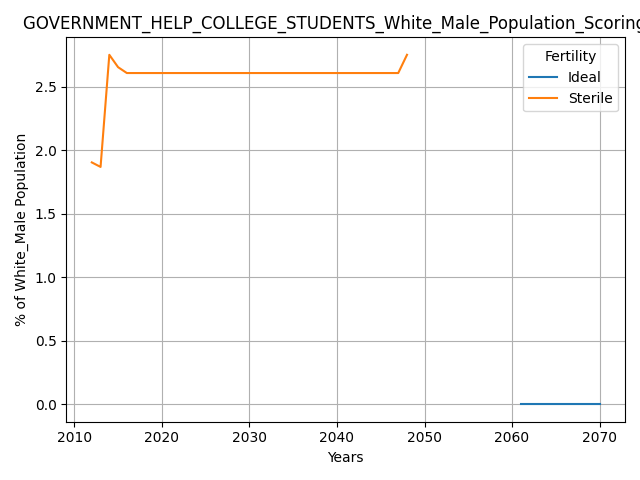 GOVERNMENT_HELP_COLLEGE_STUDENTS_White_Male_Population_Scoring
Fertility
Ideal
Sterile
% of White_Male Population
2.5
2.0
1.5
1.0
0.5
0.0
2010 2020 2030 2040 2050 2060 2070
Years